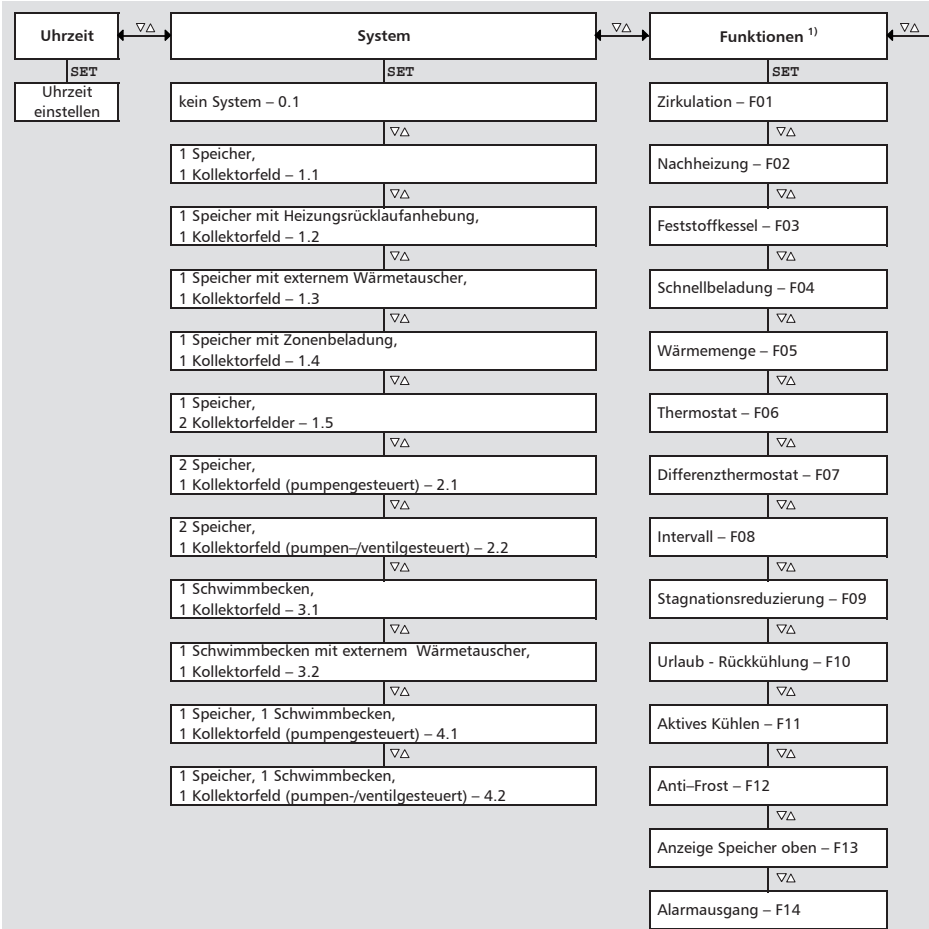 Uhrzeit
▽△
System
▽△
Funktionen 1)
▽△
SET
Uhrzeit
einstellen
SET
kein System – 0.1
▽△
1 Speicher,
1 Kollektorfeld – 1.1
▽△
1 Speicher mit Heizungsrücklaufanhebung,
1 Kollektorfeld – 1.2
▽△
1 Speicher mit externem Wärmetauscher,
1 Kollektorfeld – 1.3
▽△
1 Speicher mit Zonenbeladung,
1 Kollektorfeld – 1.4
▽△
1 Speicher,
2 Kollektorfelder – 1.5
▽△
2 Speicher,
1 Kollektorfeld (pumpengesteuert) – 2.1
▽△
2 Speicher,
1 Kollektorfeld (pumpen–/ventilgesteuert) – 2.2
▽△
1 Schwimmbecken,
1 Kollektorfeld – 3.1
▽△
1 Schwimmbecken mit externem Wärmetauscher,
1 Kollektorfeld – 3.2
▽△
1 Speicher, 1 Schwimmbecken,
1 Kollektorfeld (pumpengesteuert) – 4.1
▽△
1 Speicher, 1 Schwimmbecken,
1 Kollektorfeld (pumpen-/ventilgesteuert) – 4.2
SET
Zirkulation – F01
▽△
Nachheizung – F02
▽△
Feststoffkessel – F03
▽△
Schnellbeladung – F04
▽△
Wärmemenge – F05
▽△
Thermostat – F06
▽△
Differenzthermostat – F07
▽△
Intervall – F08
▽△
Stagnationsreduzierung – F09
▽△
Urlaub - Rückkühlung – F10
▽△
Aktives Kühlen – F11
▽△
Anti–Frost – F12
▽△
Anzeige Speicher oben – F13
▽△
Alarmausgang – F14